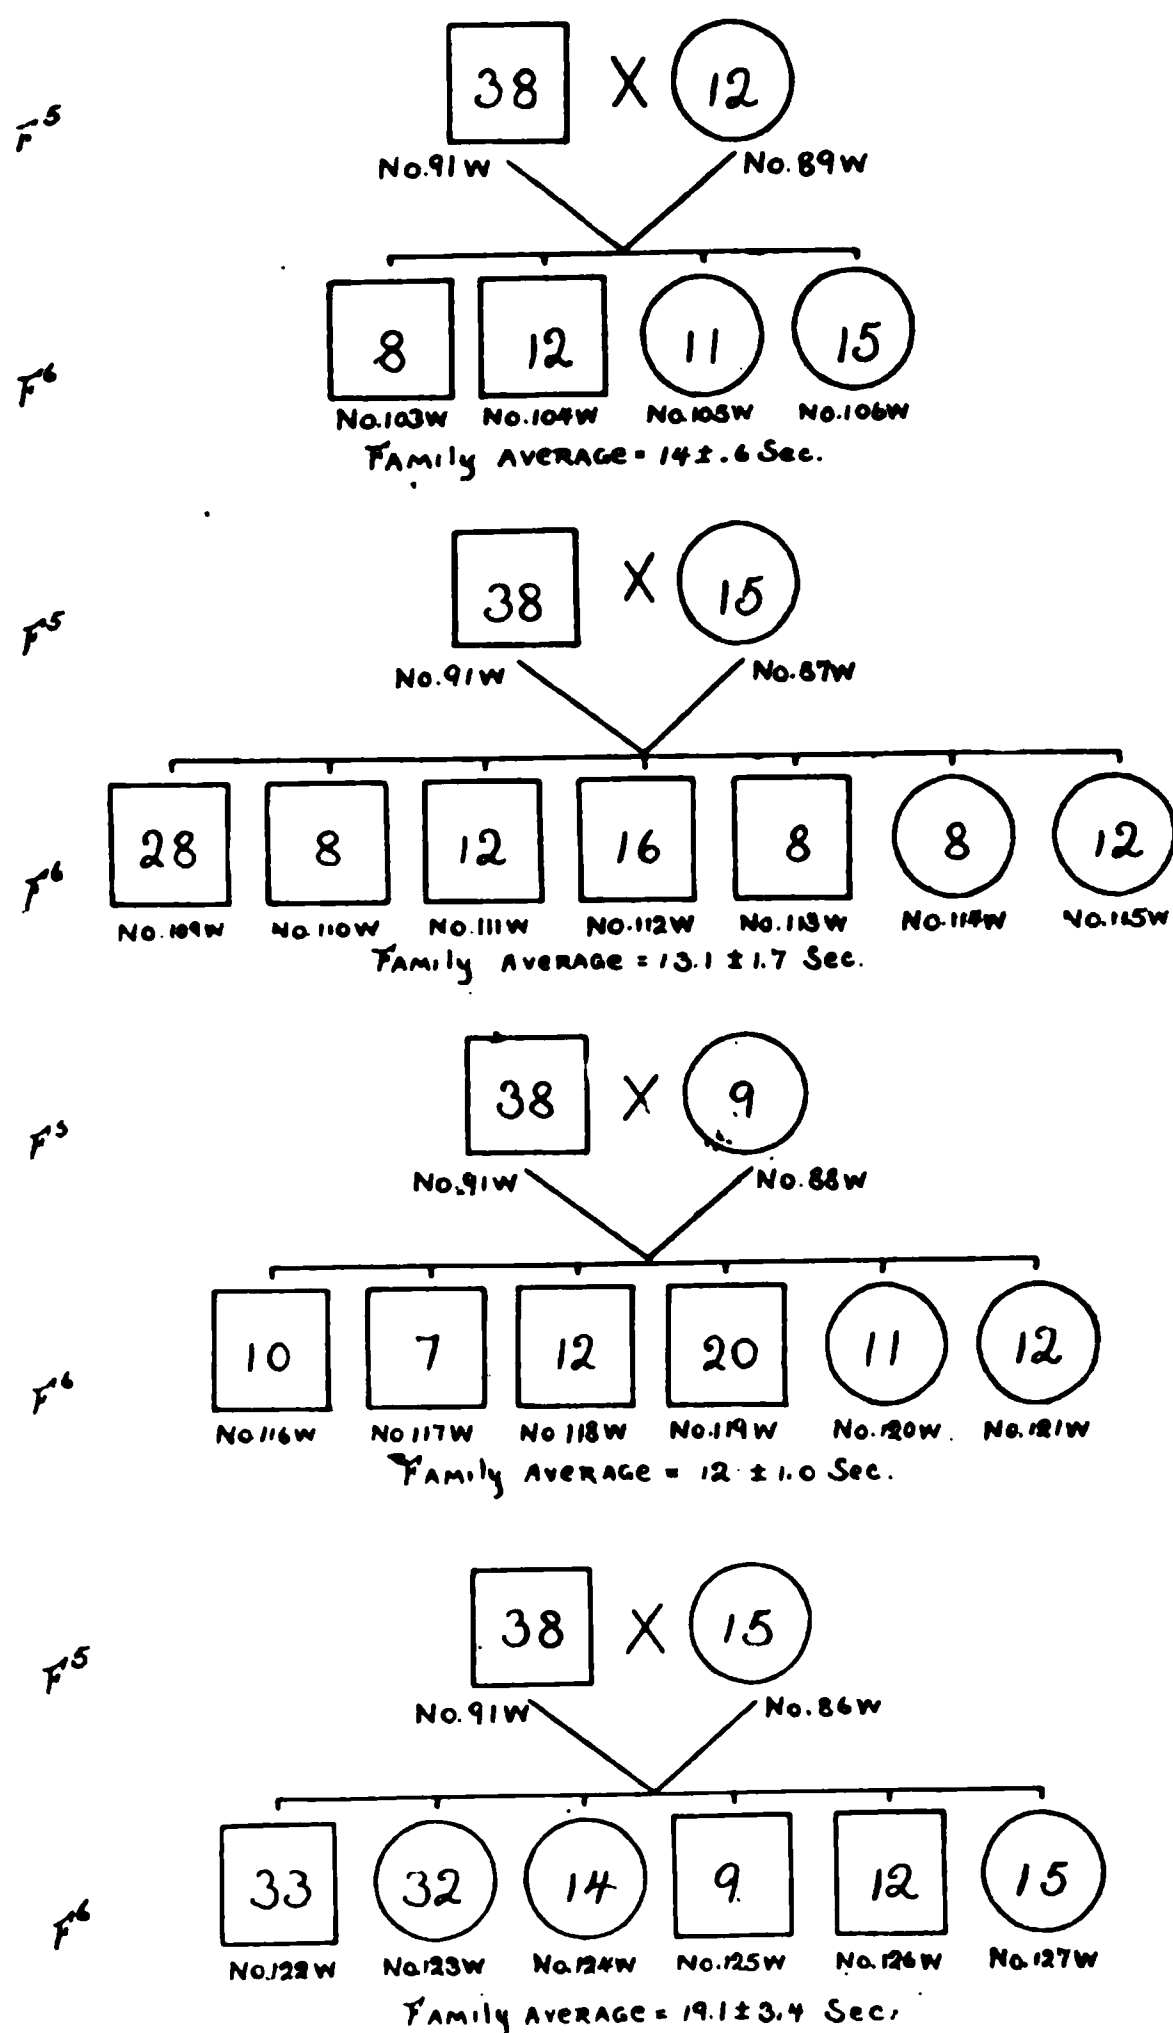 38 X 12
F⁵
No.91W No.89W
8 12 11 15
F⁶
No.103W No.104W No.105W No.106W
FAMily AVERAGe = 14 ± .6 Sec.
38 X 15
F⁵
No.91W No.87W
28 8 12 16 8 8 12
F⁶
No.109W No.110W No.111W No.112W No.113W No.114W No.115W
FAMily AVERAGe = 13.1 ± 1.7 Sec.
38 X 9
F⁵
No.91W No.88W
10 7 12 20 11 12
F⁶
No116W No117W No118W No.119W No.120W. No.121W
FAMily AVERAGe = 12 ± 1.0 Sec.
38 X 15
F⁵
No.91W No.86W
33 32 14 9 12 15
F⁶
No.122W No.123W No.124W No.125W No.126W No.127W
FAMily AVERAGe = 19.1 ± 3.4 Sec.